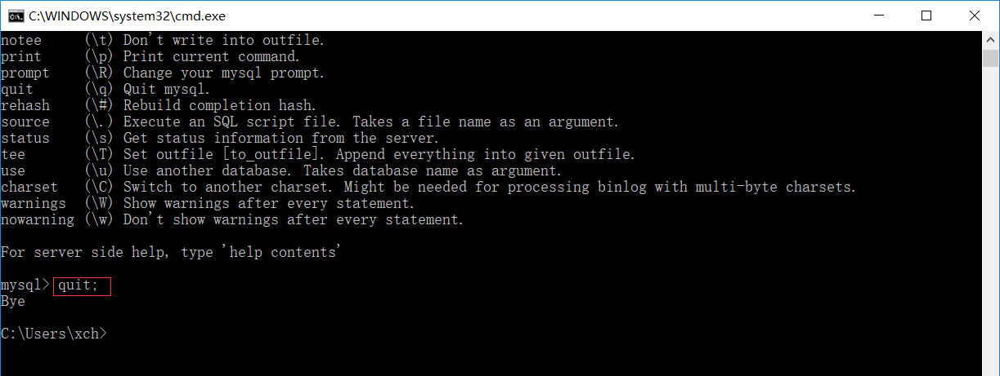 C:\WINDOWS\system32\cmd.exe
notee (\t) Don't write into outfile.
print (\p) Print current command.
prompt (\R) Change your mysql prompt.
quit (\q) Quit mysql.
rehash (\#) Rebuild completion hash.
source (\.) Execute an SQL script file. Takes a file name as an argument.
status (\s) Get status information from the server.
tee (\T) Set outfile [to_outfile]. Append everything into given outfile.
use (\u) Use another database. Takes database name as argument.
charset (\C) Switch to another charset. Might be needed for processing binlog with multi-byte charsets.
warnings (\W) Show warnings after every statement.
nowarning (\w) Don't show warnings after every statement.
For server side help, type 'help contents'
mysql> quit;
Bye
C:\Users\xch>